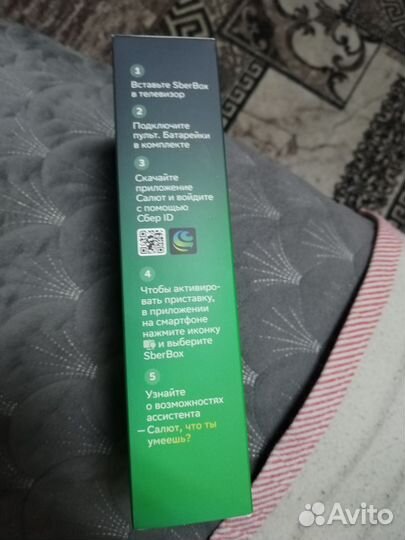 1
Вставьте SberBox
в телевизор
2
Подключите
пульт. Батарейки
в комплекте
3
Скачайте
приложение
Салют и войдите
с помощью
Сбер ID
4
Чтобы активиро-
вать приставку,
в приложении
на смартфоне
нажмите иконку
и выберите
SberBox
5
Узнайте
о возможностях
ассистента
— Салют, что ты
умеешь?
Avito